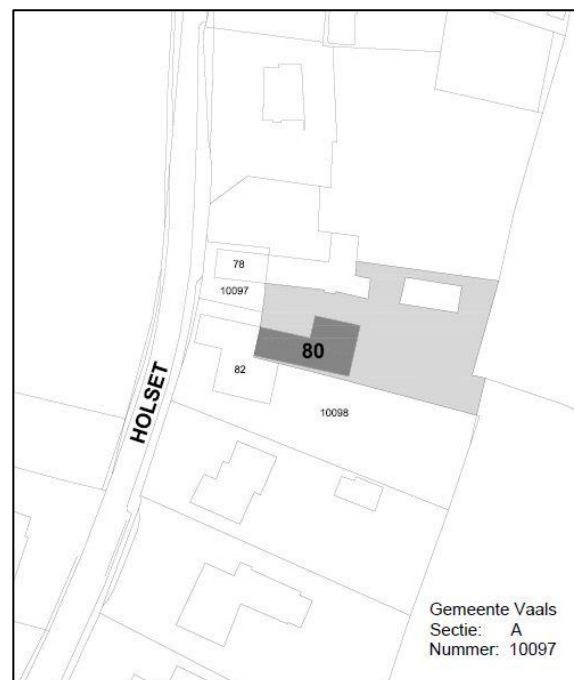 78
10097
80
82
HOLSET
10098
Gemeente Vaals
Sectie: A
Nummer: 10097